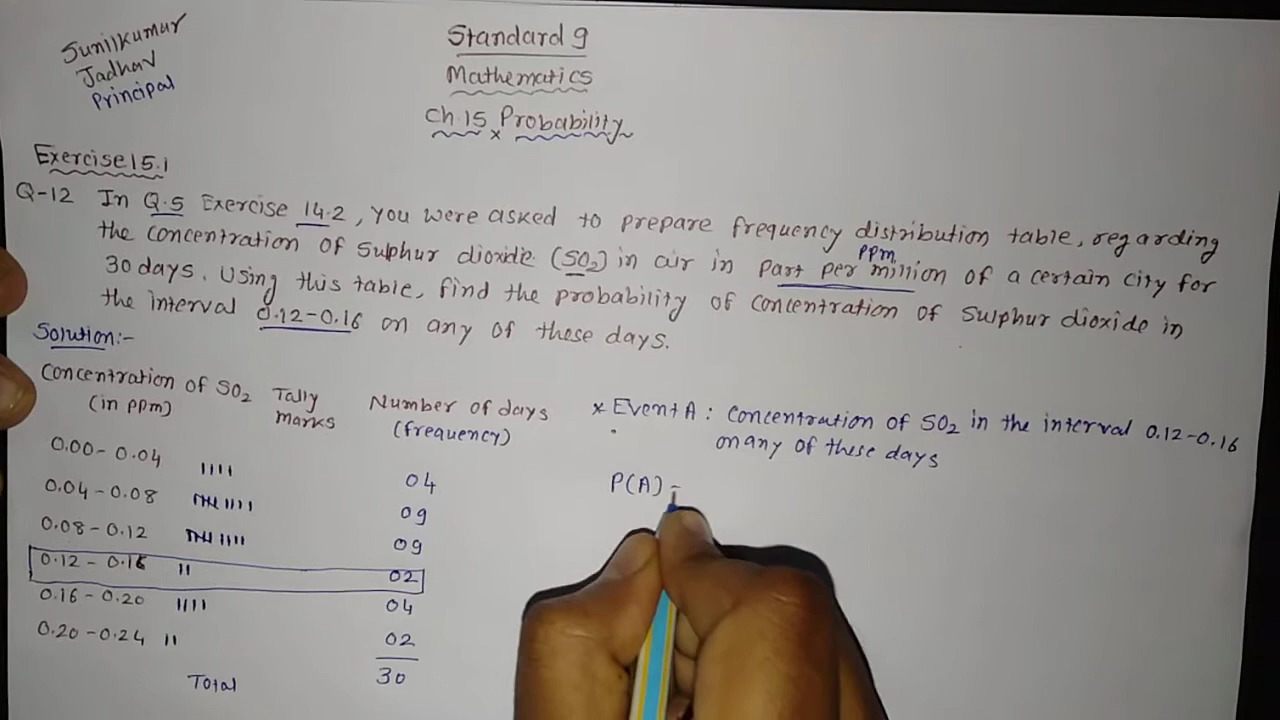 Sunilkumar
Jadhav
Principal
Standard 9
Mathematics
Ch.15 Probability
x
Exercise 15.1
Q-12 In Q.5 Exercise 14.2, you were asked to prepare frequency distribution table, regarding
the concentration of sulphur dioxide (SO₂) in air in part per million of a certain city for
PPM
30 days. Using this table, find the probability of concentration of sulphur dioxide in
the interval 0.12-0.16 on any of these days.
Solution:-
Concentration of SO₂ Tally Number of days
(in ppm) marks (frequency)
0.00 - 0.04 |||| 04
0.04 - 0.08 𝍸 |||| 09
0.08 - 0.12 𝍸 |||| 09
0.12 - 0.16 || 02
0.16 - 0.20 |||| 04
0.20 - 0.24 || 02
Total 30
x Event A : Concentration of SO₂ in the interval 0.12-0.16
on any of these days
P(A) =